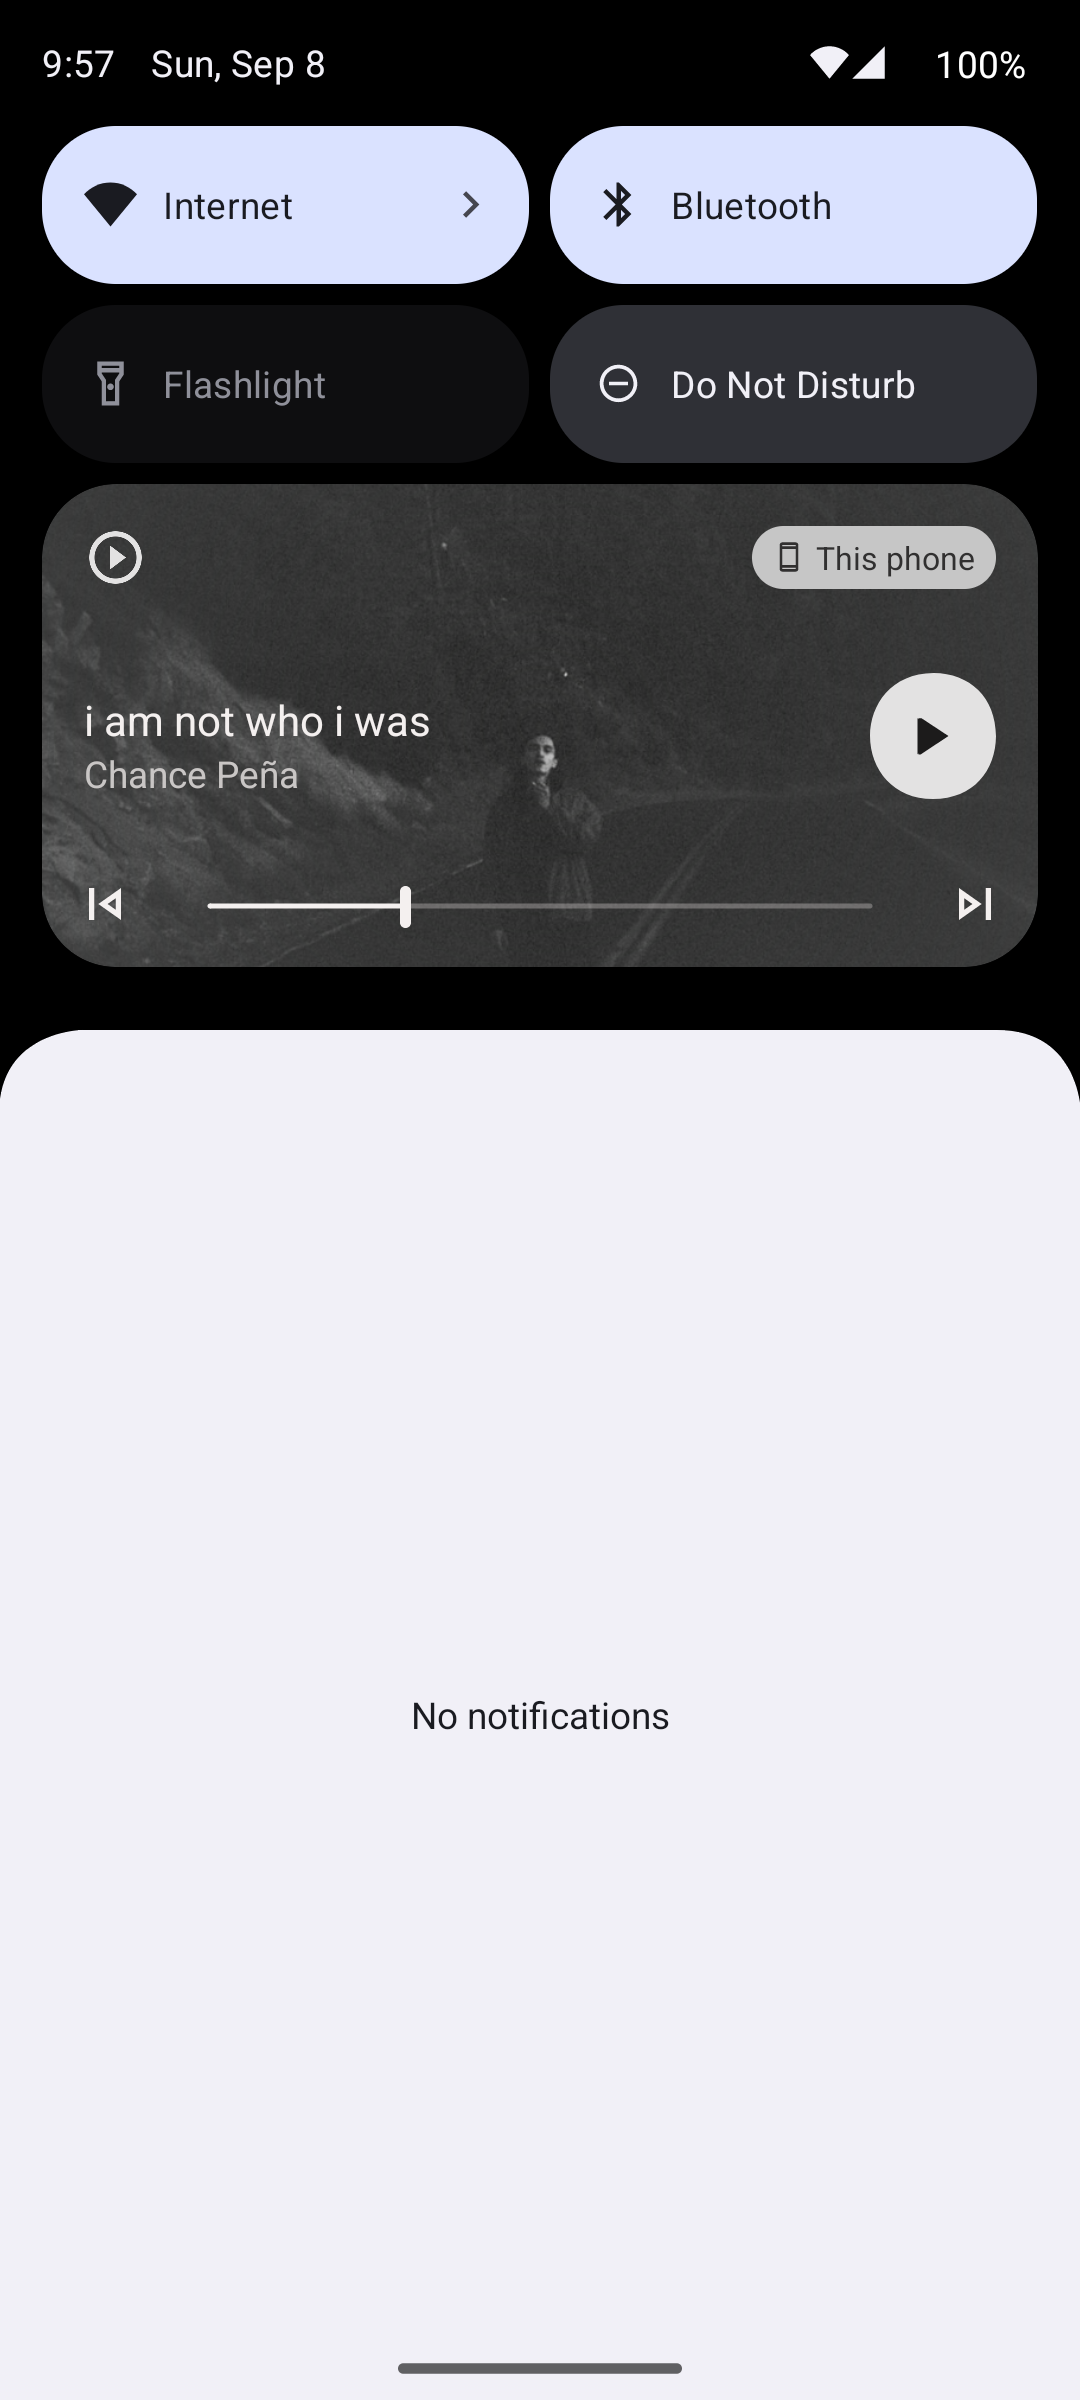 9:57 Sun, Sep 8 100%
Internet Bluetooth
Flashlight Do Not Disturb
This phone
i am not who i was
Chance Peña
No notifications